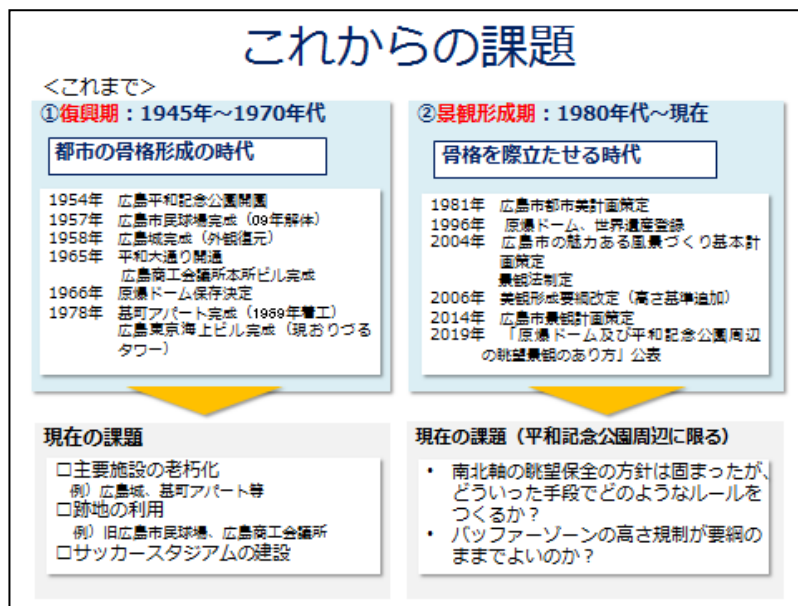 これからの課題
<これまで>
①復興期：1945年～1970年代
都市の骨格形成の時代
1954年 広島平和記念公園開園
1957年 広島市民球場完成（09年解体）
1958年 広島城完成（外観復元）
1965年 平和大通り開通
広島商工会議所本所ビル完成
1966年 原爆ドーム保存決定
1978年 基町アパート完成（1969年着工）
広島東京海上ビル完成（現おりづる
タワー）
現在の課題
□主要施設の老朽化
例）広島城、基町アパート等
□跡地の利用
例）旧広島市民球場、広島商工会議所
□サッカースタジアムの建設
②景観形成期：1980年代～現在
骨格を際立たせる時代
1981年 広島市都市美計画策定
1996年 原爆ドーム、世界遺産登録
2004年 広島市の魅力ある風景づくり基本計
画策定
景観法制定
2006年 美観形成要綱改定（高さ基準追加）
2014年 広島市景観計画策定
2019年 「原爆ドーム及び平和記念公園周辺
の眺望景観のあり方」公表
現在の課題（平和記念公園周辺に限る）
• 南北軸の眺望保全の方針は固まったが、
どういった手段でどのようなルールを
つくるか？
• バッファーゾーンの高さ規制が要綱の
ままでよいのか？